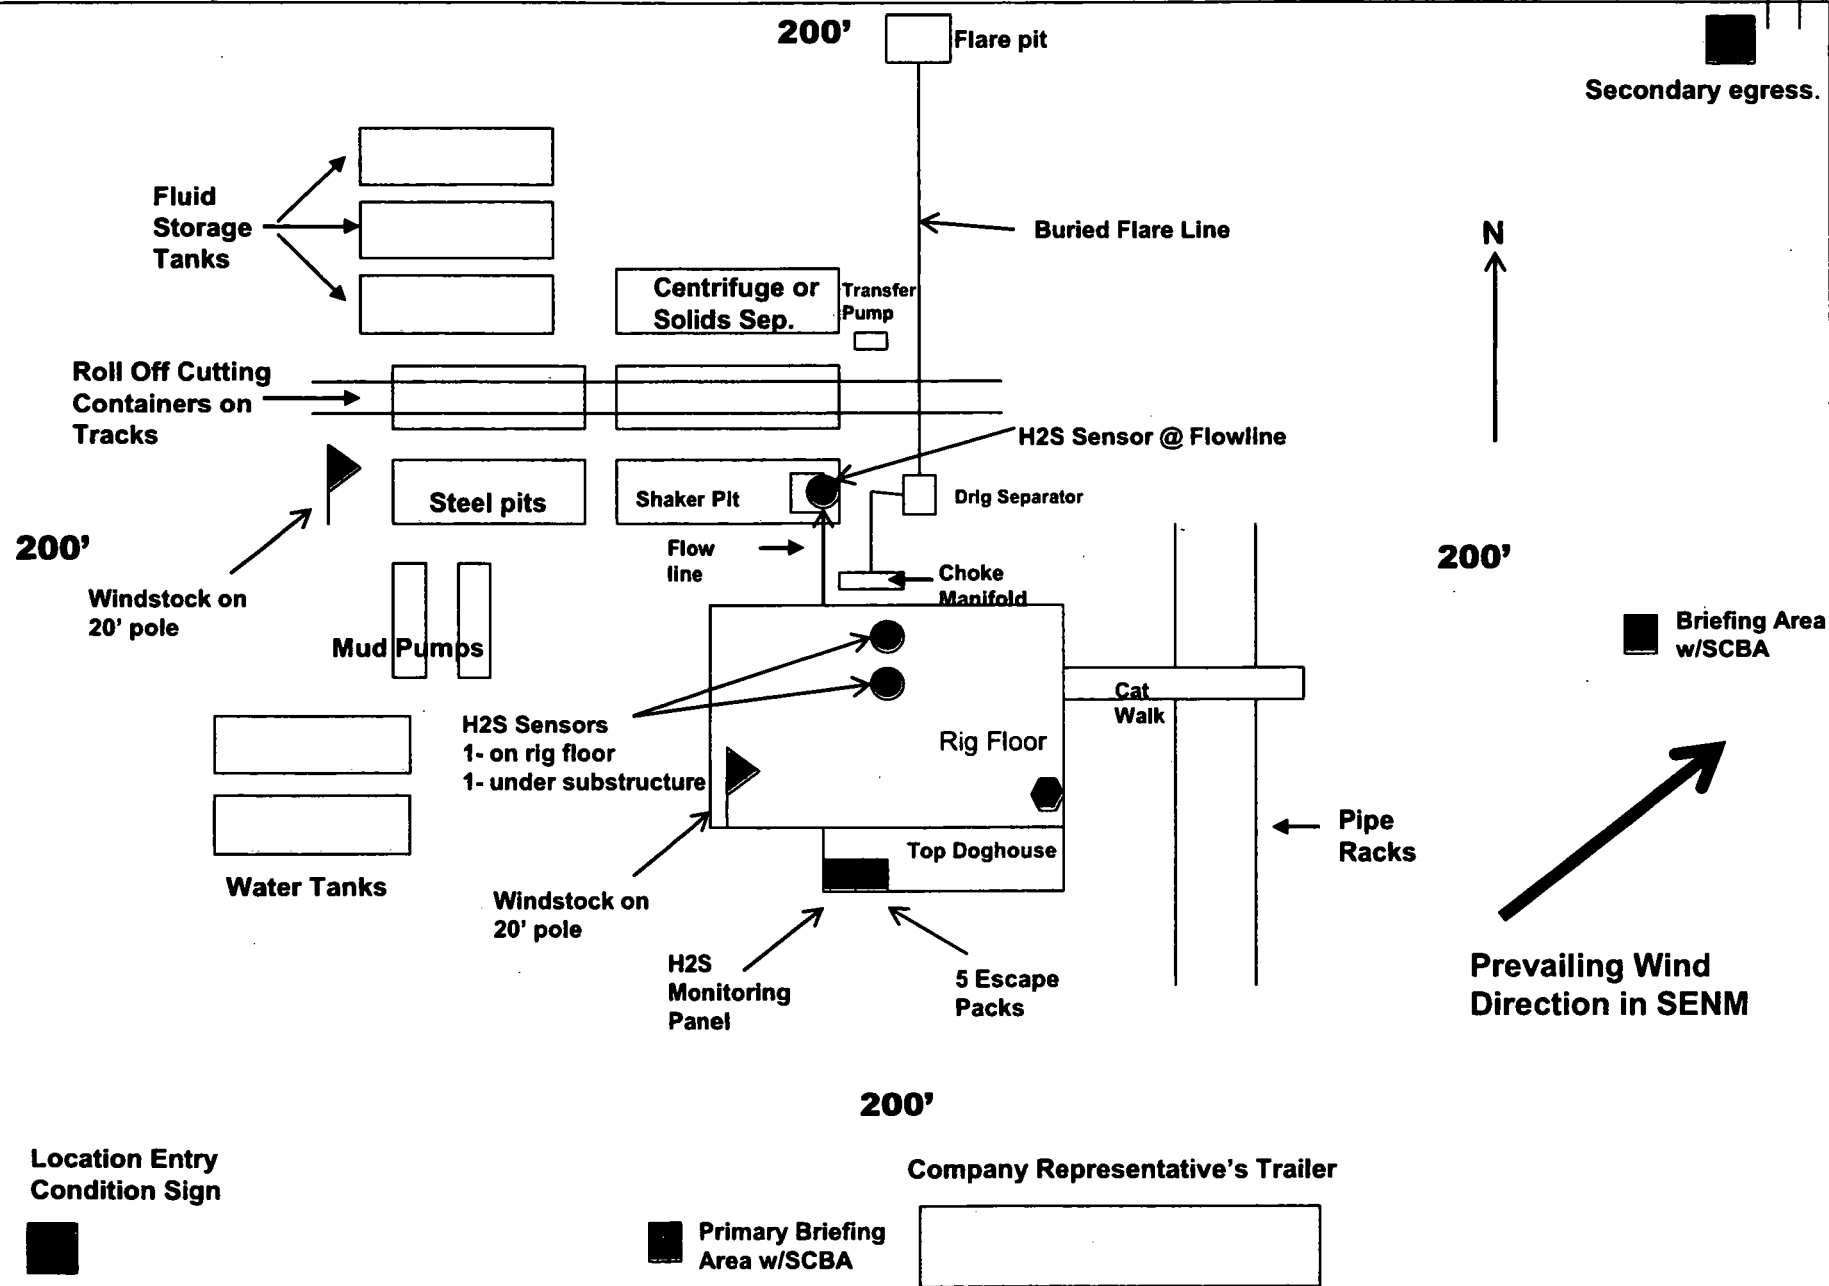 200’
Flare pit
Secondary egress.
Fluid
Storage
Tanks
Buried Flare Line
N
Centrifuge or
Solids Sep.
Transfer
Pump
Roll Off Cutting
Containers on
Tracks
H2S Sensor @ Flowline
Steel pits
Shaker Pit
Drlg Separator
200’
Flow
line
200’
Choke
Manifold
Windstock on
20’ pole
Briefing Area
w/SCBA
Mud Pumps
Cat
Walk
H2S Sensors
1- on rig floor
1- under substructure
Rig Floor
Pipe
Racks
Top Doghouse
Water Tanks
Windstock on
20’ pole
H2S
Monitoring
Panel
5 Escape
Packs
Prevailing Wind
Direction in SENM
200’
Location Entry
Condition Sign
Company Representative’s Trailer
Primary Briefing
Area w/SCBA